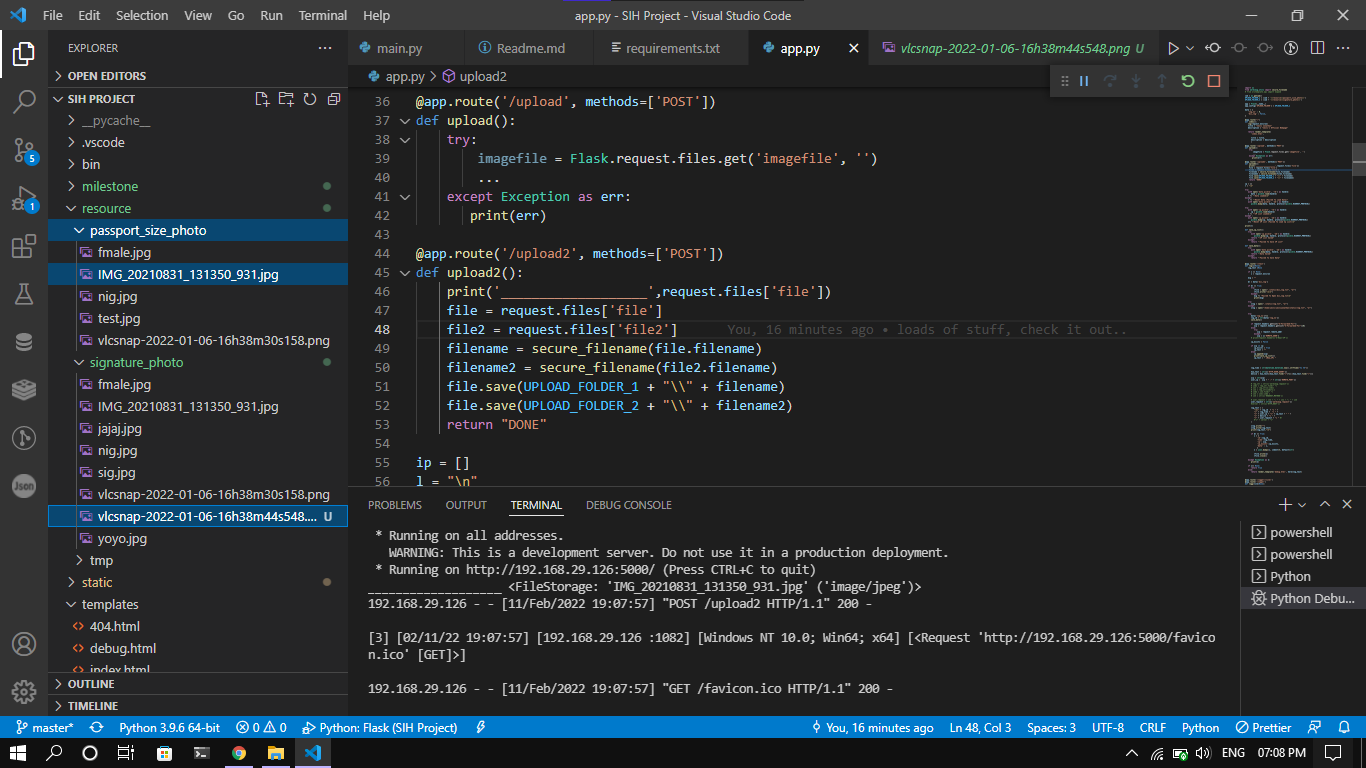 File Edit Selection View Go Run Terminal Help
app.py - SIH Project - Visual Studio Code
EXPLORER
OPEN EDITORS
SIH PROJECT
__pycache__
.vscode
bin
milestone
resource
passport_size_photo
fmale.jpg
IMG_20210831_131350_931.jpg
nig.jpg
test.jpg
vlcsnap-2022-01-06-16h38m30s158.png
signature_photo
fmale.jpg
IMG_20210831_131350_931.jpg
jajaj.jpg
nig.jpg
sig.jpg
vlcsnap-2022-01-06-16h38m30s158.png
vlcsnap-2022-01-06-16h38m44s548.... U
yoyo.jpg
tmp
static
templates
404.html
debug.html
index.html
OUTLINE
TIMELINE
5
1
Json
main.py
Readme.md
requirements.txt
app.py
vlcsnap-2022-01-06-16h38m44s548.png U
app.py > upload2
36 @app.route('/upload', methods=['POST'])
37 def upload():
38 try:
39 imagefile = Flask.request.files.get('imagefile', '')
40 ...
41 except Exception as err:
42 print(err)
43
44 @app.route('/upload2', methods=['POST'])
45 def upload2():
46 print('___________________',request.files['file'])
47 file = request.files['file']
48 file2 = request.files['file2'] You, 16 minutes ago • loads of stuff, check it out..
49 filename = secure_filename(file.filename)
50 filename2 = secure_filename(file2.filename)
51 file.save(UPLOAD_FOLDER_1 + "\\" + filename)
52 file.save(UPLOAD_FOLDER_2 + "\\" + filename2)
53 return "DONE"
54
55 ip = []
56 l = "\n"
PROBLEMS OUTPUT TERMINAL DEBUG CONSOLE
* Running on all addresses.
WARNING: This is a development server. Do not use it in a production deployment.
* Running on http://192.168.29.126:5000/ (Press CTRL+C to quit)
___________________ <FileStorage: 'IMG_20210831_131350_931.jpg' ('image/jpeg')>
192.168.29.126 - - [11/Feb/2022 19:07:57] "POST /upload2 HTTP/1.1" 200 -
[3] [02/11/22 19:07:57] [192.168.29.126 :1082] [Windows NT 10.0; Win64; x64] [<Request 'http://192.168.29.126:5000/favico
n.ico' [GET]>]
192.168.29.126 - - [11/Feb/2022 19:07:57] "GET /favicon.ico HTTP/1.1" 200 -
powershell
powershell
Python
Python Debu...
master* Python 3.9.6 64-bit 0 0 Python: Flask (SIH Project) You, 16 minutes ago Ln 48, Col 3 Spaces: 3 UTF-8 CRLF Python Prettier
ENG 07:08 PM